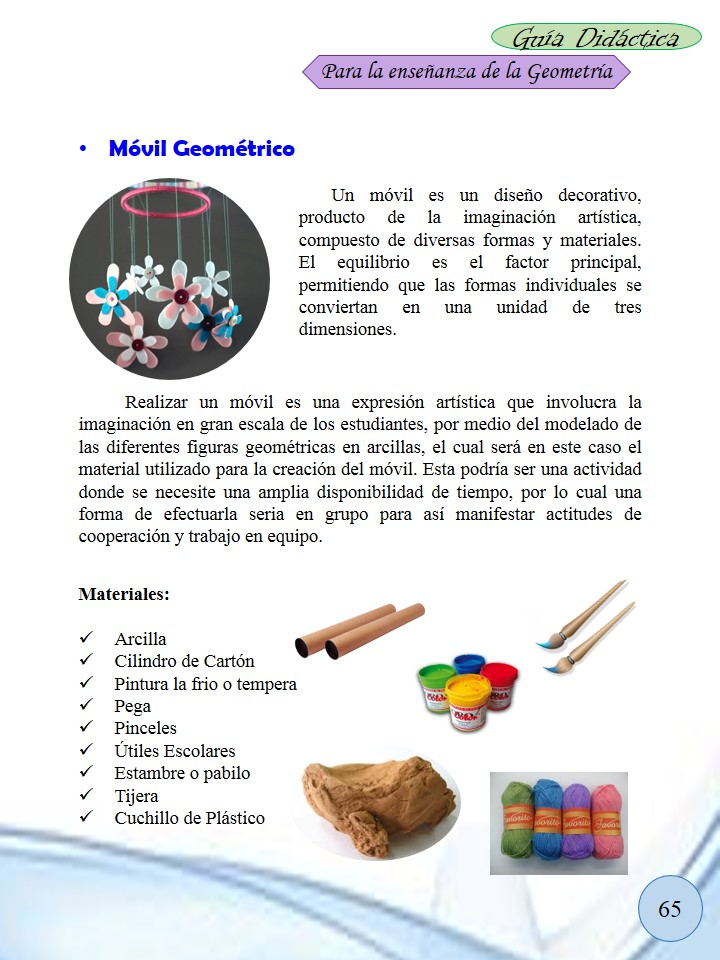 Guía Didáctica
Para la enseñanza de la Geometría
• Móvil Geométrico
Un móvil es un diseño decorativo,
producto de la imaginación artística,
compuesto de diversas formas y materiales.
El equilibrio es el factor principal,
permitiendo que las formas individuales se
conviertan en una unidad de tres
dimensiones.
Realizar un móvil es una expresión artística que involucra la
imaginación en gran escala de los estudiantes, por medio del modelado de
las diferentes figuras geométricas en arcillas, el cual será en este caso el
material utilizado para la creación del móvil. Esta podría ser una actividad
donde se necesite una amplia disponibilidad de tiempo, por lo cual una
forma de efectuarla seria en grupo para así manifestar actitudes de
cooperación y trabajo en equipo.
Materiales:
✓ Arcilla
✓ Cilindro de Cartón
✓ Pintura la frio o tempera
✓ Pega
✓ Pinceles
✓ Útiles Escolares
✓ Estambre o pabilo
✓ Tijera
✓ Cuchillo de Plástico
65